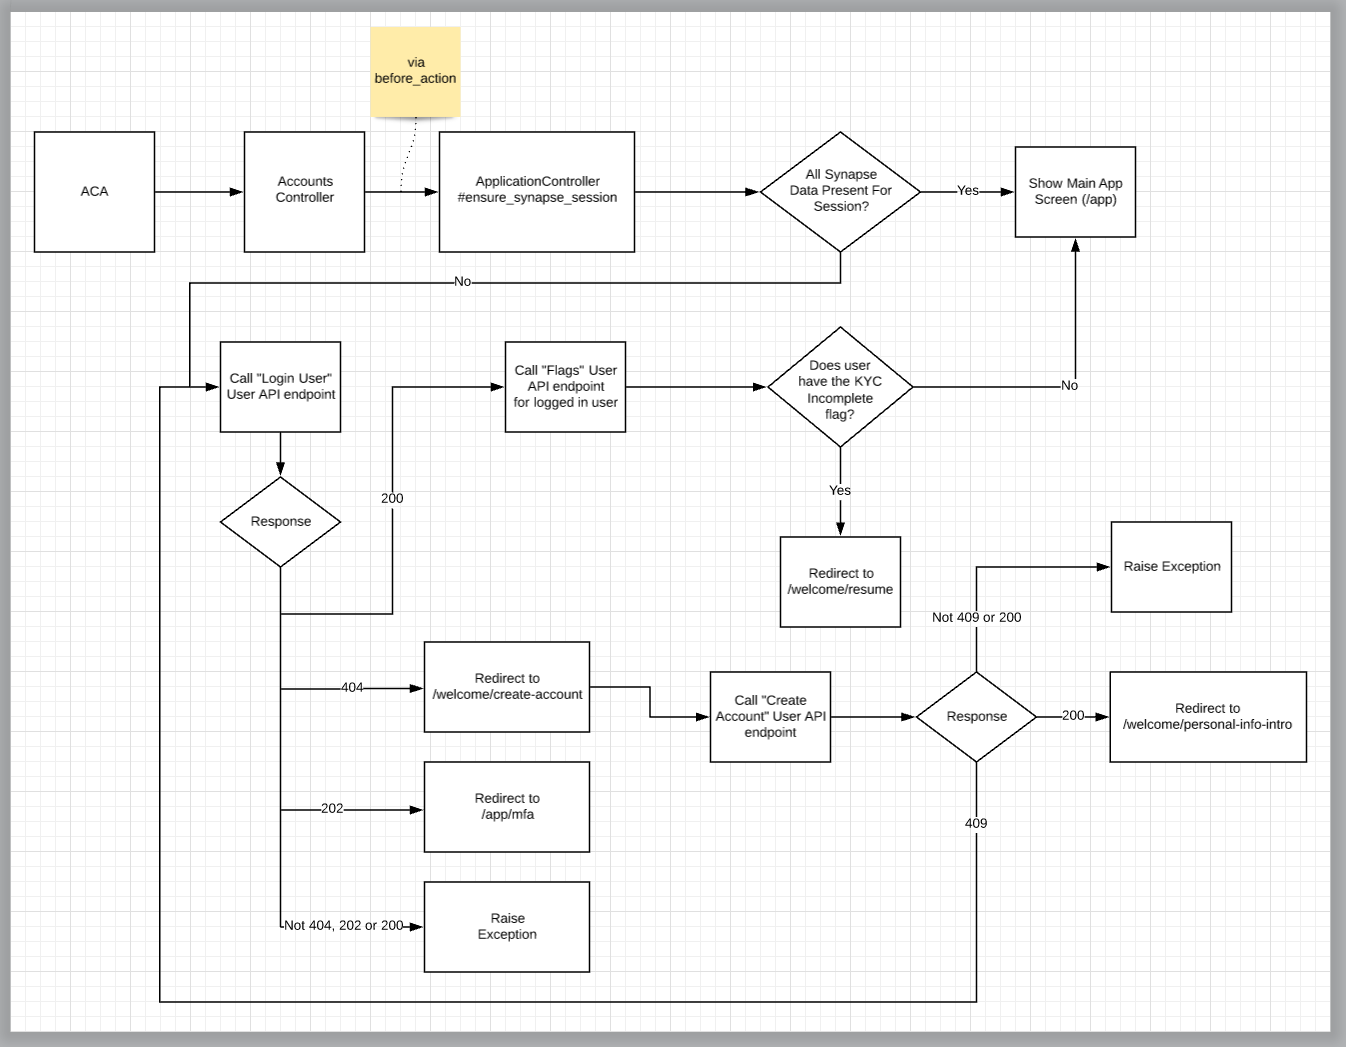 via
before_action
ACA
Accounts
Controller
ApplicationController
#ensure_synapse_session
All Synapse
Data Present For
Session?
Yes
Show Main App
Screen (/app)
No
Call "Login User"
User API endpoint
Call "Flags" User
API endpoint
for logged in user
Does user
have the KYC
Incomplete
flag?
No
200
Yes
Response
Redirect to
/welcome/resume
Raise Exception
Not 409 or 200
404
Redirect to
/welcome/create-account
Call "Create
Account" User API
endpoint
Response
200
Redirect to
/welcome/personal-info-intro
202
Redirect to
/app/mfa
409
Not 404, 202 or 200
Raise
Exception